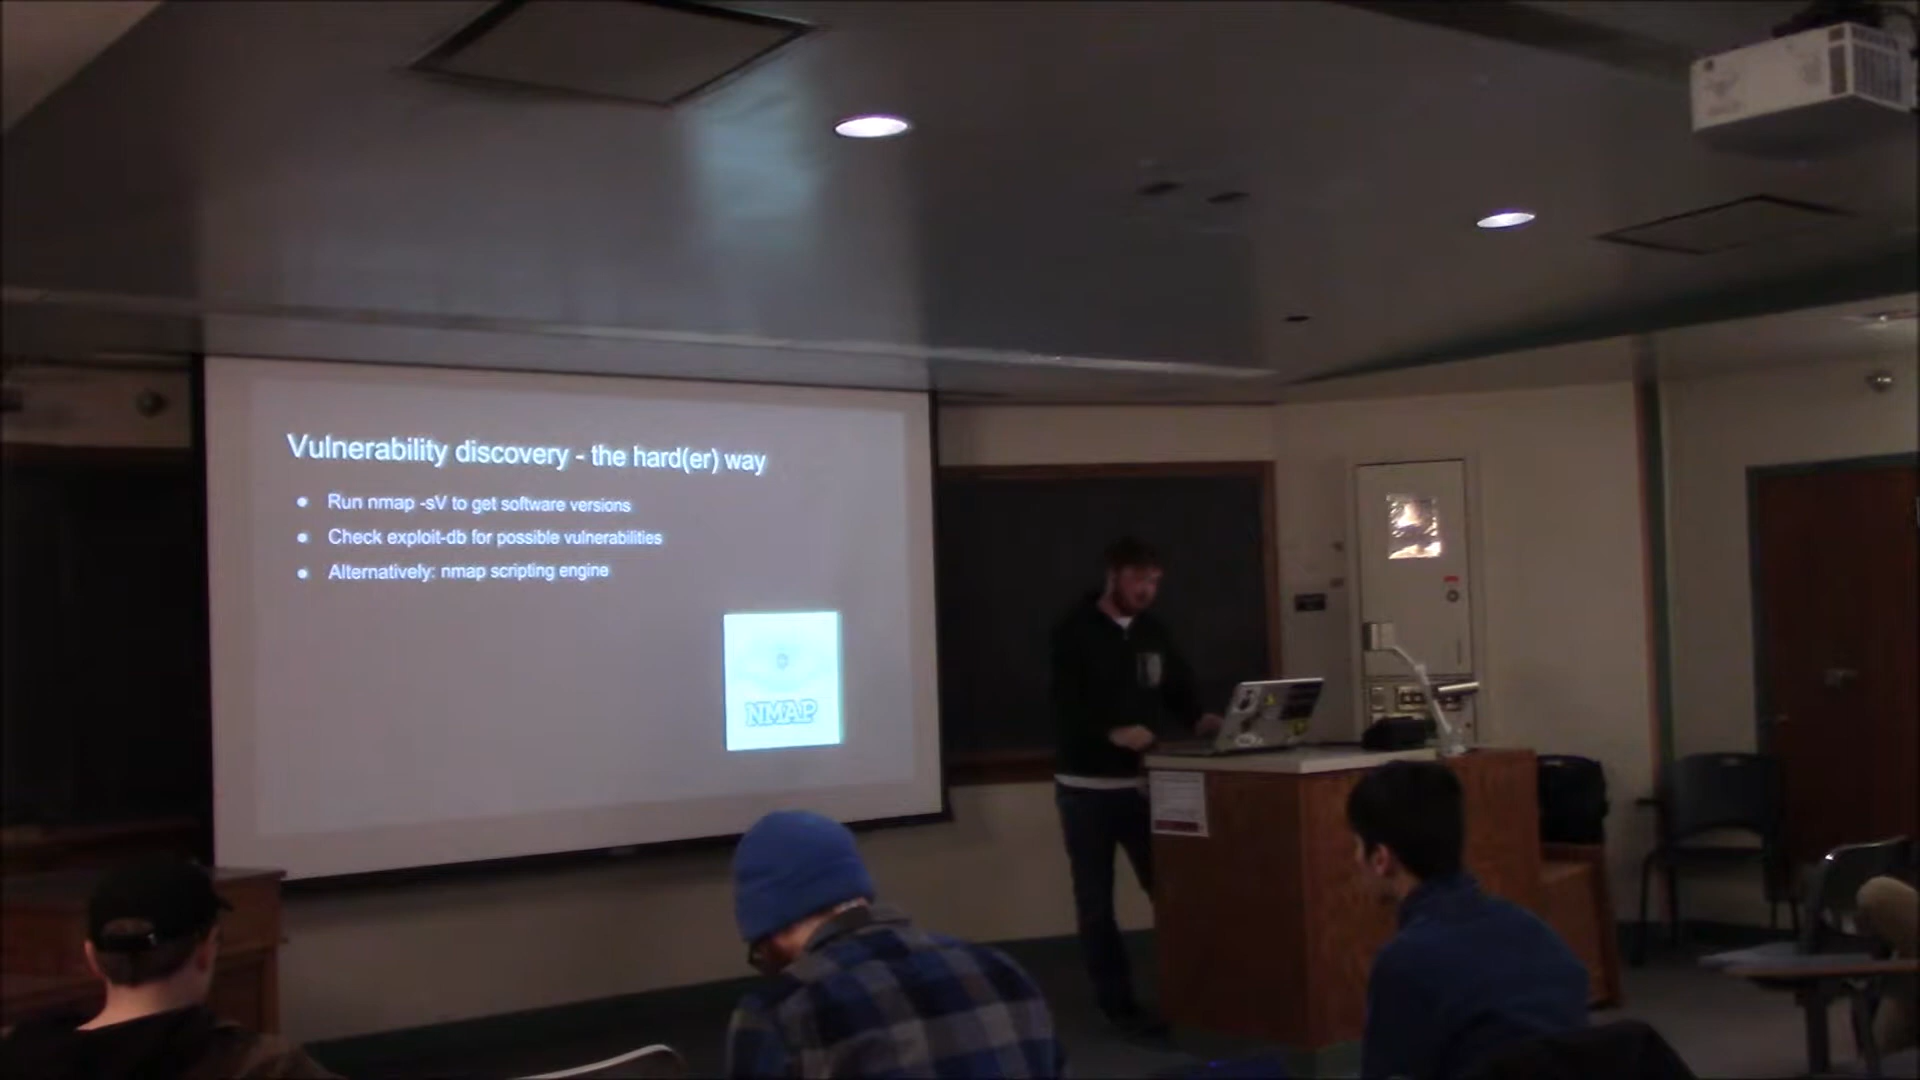 Vulnerability discovery - the hard(er) way
● Run nmap -sV to get software versions
● Check exploit-db for possible vulnerabilities
● Alternatively: nmap scripting engine
NMAP